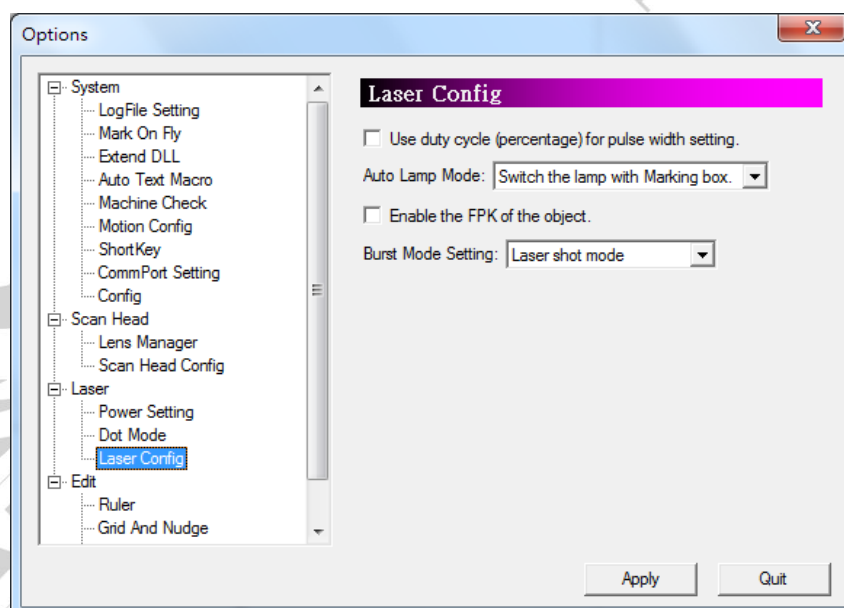 Options
System
LogFile Setting
Mark On Fly
Extend DLL
Auto Text Macro
Machine Check
Motion Config
ShortKey
CommPort Setting
Config
Scan Head
Lens Manager
Scan Head Config
Laser
Power Setting
Dot Mode
Laser Config
Edit
Ruler
Grid And Nudge
Laser Config
Use duty cycle (percentage) for pulse width setting.
Auto Lamp Mode: Switch the lamp with Marking box.
Enable the FPK of the object.
Burst Mode Setting: Laser shot mode
Apply Quit